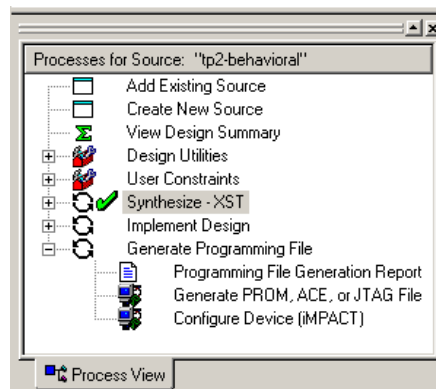 Processes for Source: "tp2-behavioral"
Add Existing Source
Create New Source
View Design Summary
Design Utilities
User Constraints
Synthesize - XST
Implement Design
Generate Programming File
Programming File Generation Report
Generate PROM, ACE, or JTAG File
Configure Device (iMPACT)
Process View